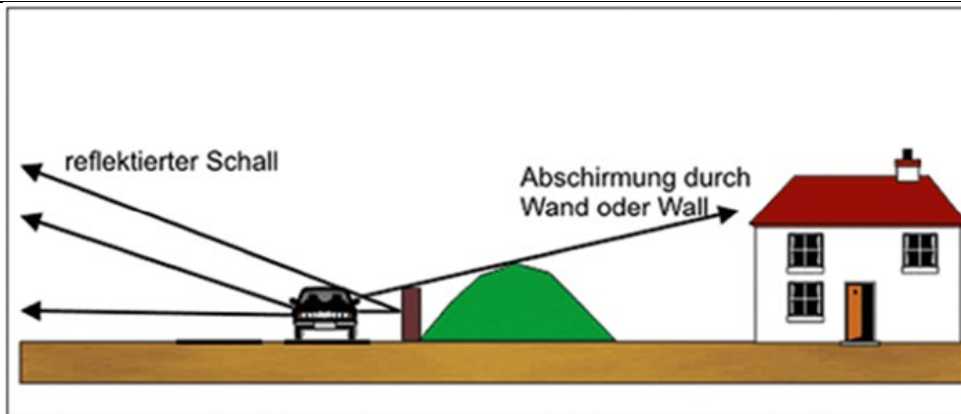 reflektierter Schall
Abschirmung durch
Wand oder Wall